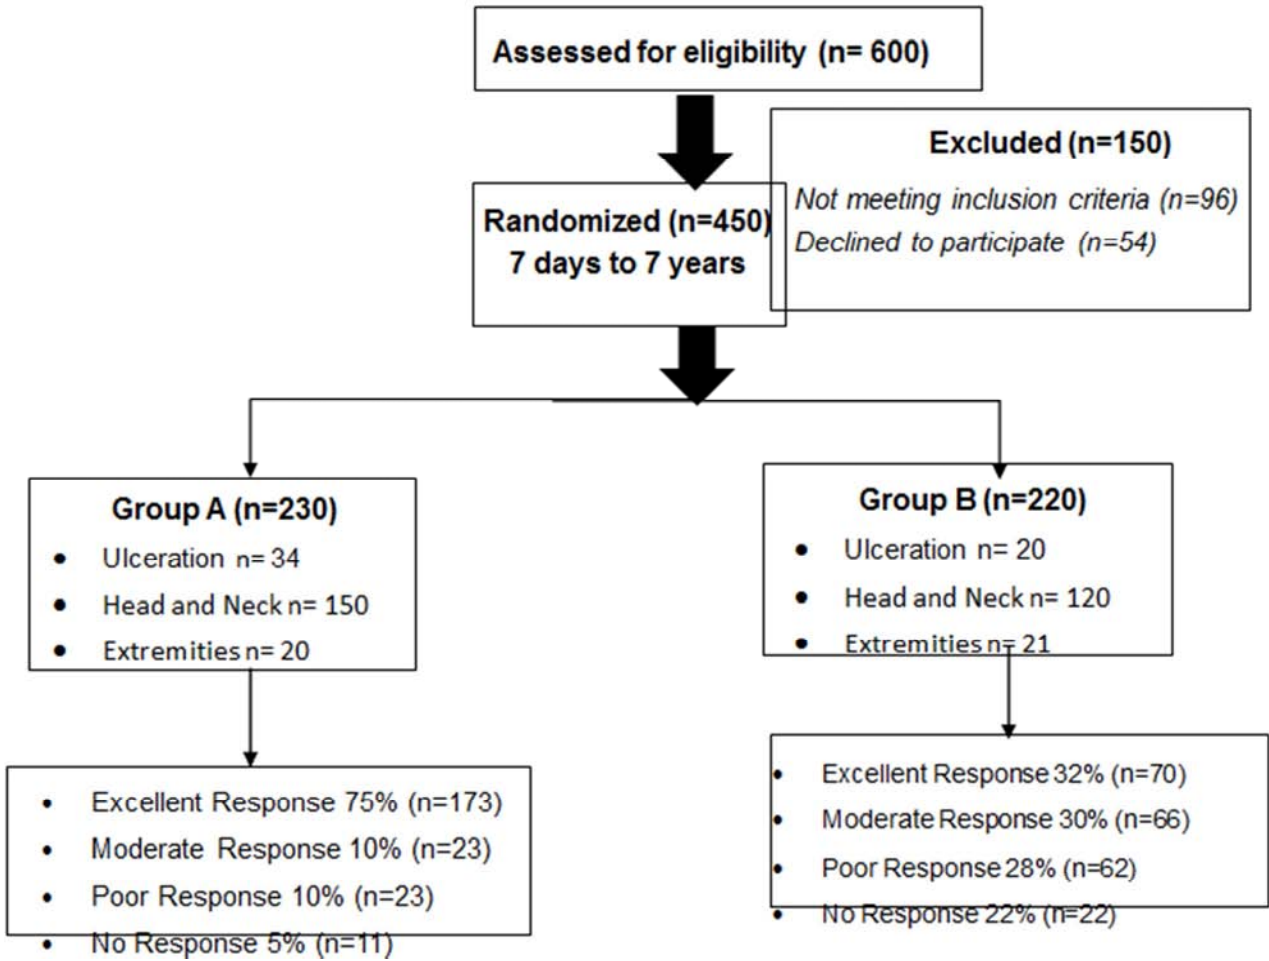 Assessed for eligibility (n= 600)
Excluded (n=150)
Not meeting inclusion criteria (n=96)
Declined to participate (n=54)
Randomized (n=450)
7 days to 7 years
Group A (n=230)
• Ulceration n= 34
• Head and Neck n= 150
• Extremities n= 20
Group B (n=220)
• Ulceration n= 20
• Head and Neck n= 120
• Extremities n= 21
• Excellent Response 75% (n=173)
• Moderate Response 10% (n=23)
• Poor Response 10% (n=23)
• No Response 5% (n=11)
• Excellent Response 32% (n=70)
• Moderate Response 30% (n=66)
• Poor Response 28% (n=62)
• No Response 22% (n=22)